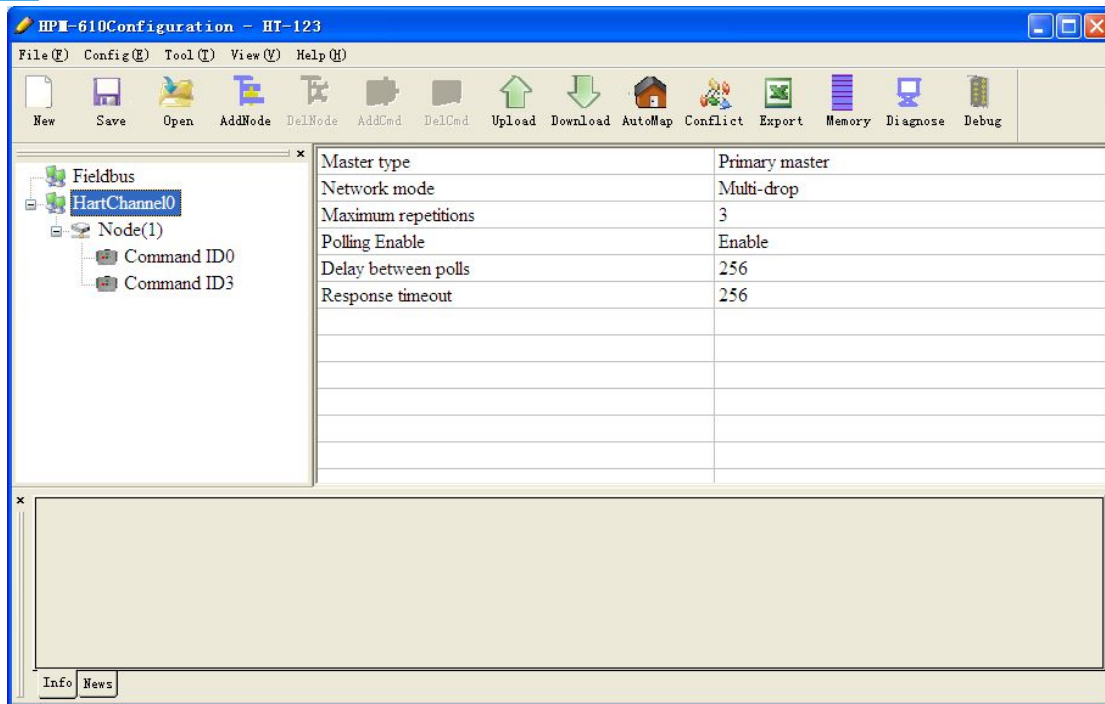 HPM-610Configuration - HT-123
File(F) Config(E) Tool(T) View(V) Help(H)
New Save Open AddNode DelNode AddCmd DelCmd Upload Download AutoMap Conflict Export Memory Diagnose Debug
Fieldbus
HartChannel0
Node(1)
Command ID0
Command ID3
Master type Primary master
Network mode Multi-drop
Maximum repetitions 3
Polling Enable Enable
Delay between polls 256
Response timeout 256
Info News